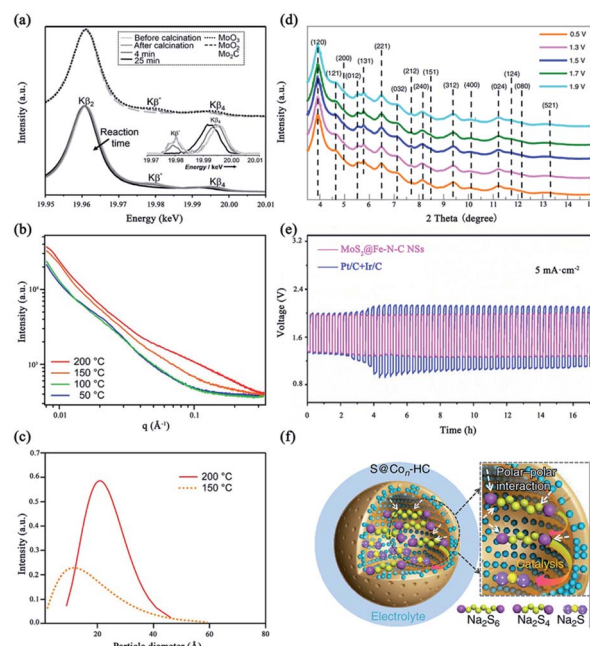 (a)
Before calcination
After calcination
4 min
25 min
MoO3
MoO2
Mo2C
Kβ2
Kβ"
Kβ4
Reaction
time
Kβ"
Kβ4
19.97 19.98 19.99 20.00 20.01
Energy / keV
Kβ"
Kβ4
Intensity (a.u.)
19.95 19.96 19.97 19.98 19.99 20.00 20.01
Energy (keV)
(d)
0.5 V
1.3 V
1.5 V
1.7 V
1.9 V
(120)
(121)
(200)
(012)
(131)
(221)
(032)
(212)
(240)
(151)
(312)
(400)
(024)
(124)
(080)
(521)
Intensity (a.u.)
4 5 6 7 8 9 10 11 12 13 14 15
2 Theta (degree)
(b)
Intensity (a.u.)
200 °C
150 °C
100 °C
50 °C
0.01 0.1
q (Å-1)
(e)
MoS2@Fe-N-C NSs
Pt/C+Ir/C
5 mA·cm-2
Voltage (V)
3.0
2.4
1.8
1.2
0.6
0 2 4 6 8 10 12 14 16
Time (h)
(c)
200 °C
150 °C
Intensity (a.u.)
0.7
0.6
0.5
0.4
0.3
0.2
0.1
0.0
20 40 60 80
Particle diameter (Å)
(f)
S@Con-HC
Polar–polar
interaction
Catalysis
Electrolyte
Na2S6 Na2S4 Na2S